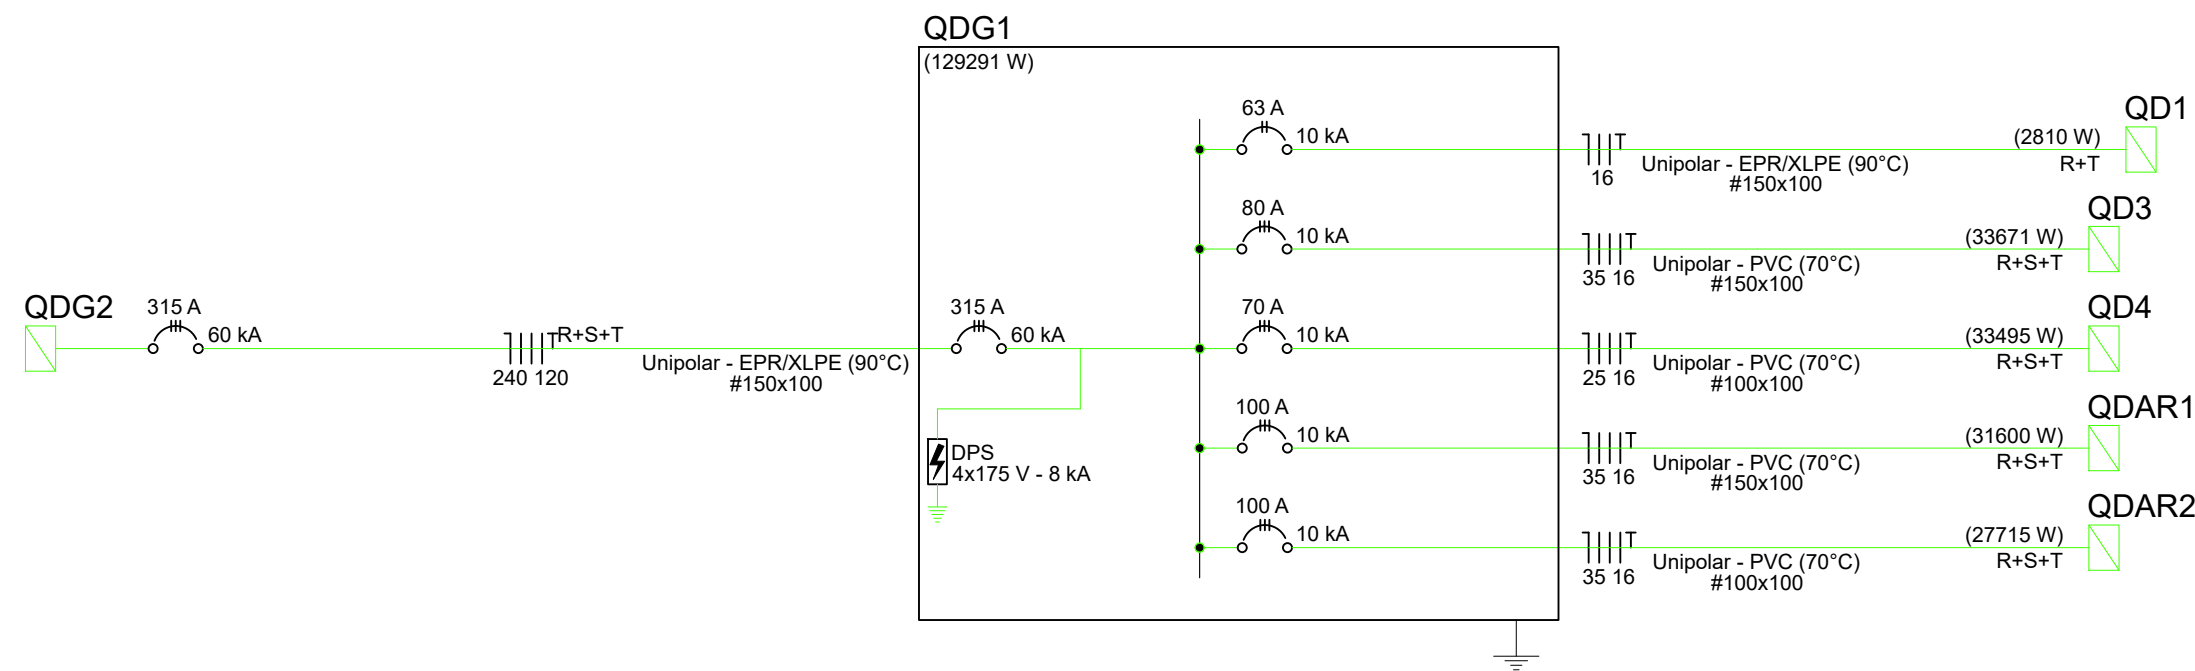 QDG1
(129291 W)
QDG2
315 A
60 kA
R+S+T
240 120
Unipolar - EPR/XLPE (90°C)
#150x100
315 A
60 kA
DPS
4x175 V - 8 kA
63 A
10 kA
16
Unipolar - EPR/XLPE (90°C)
#150x100
(2810 W)
R+T
QD1
80 A
10 kA
35 16
Unipolar - PVC (70°C)
#150x100
(33671 W)
R+S+T
QD3
70 A
10 kA
25 16
Unipolar - PVC (70°C)
#100x100
(33495 W)
R+S+T
QD4
100 A
10 kA
35 16
Unipolar - PVC (70°C)
#150x100
(31600 W)
R+S+T
QDAR1
100 A
10 kA
35 16
Unipolar - PVC (70°C)
#100x100
(27715 W)
R+S+T
QDAR2